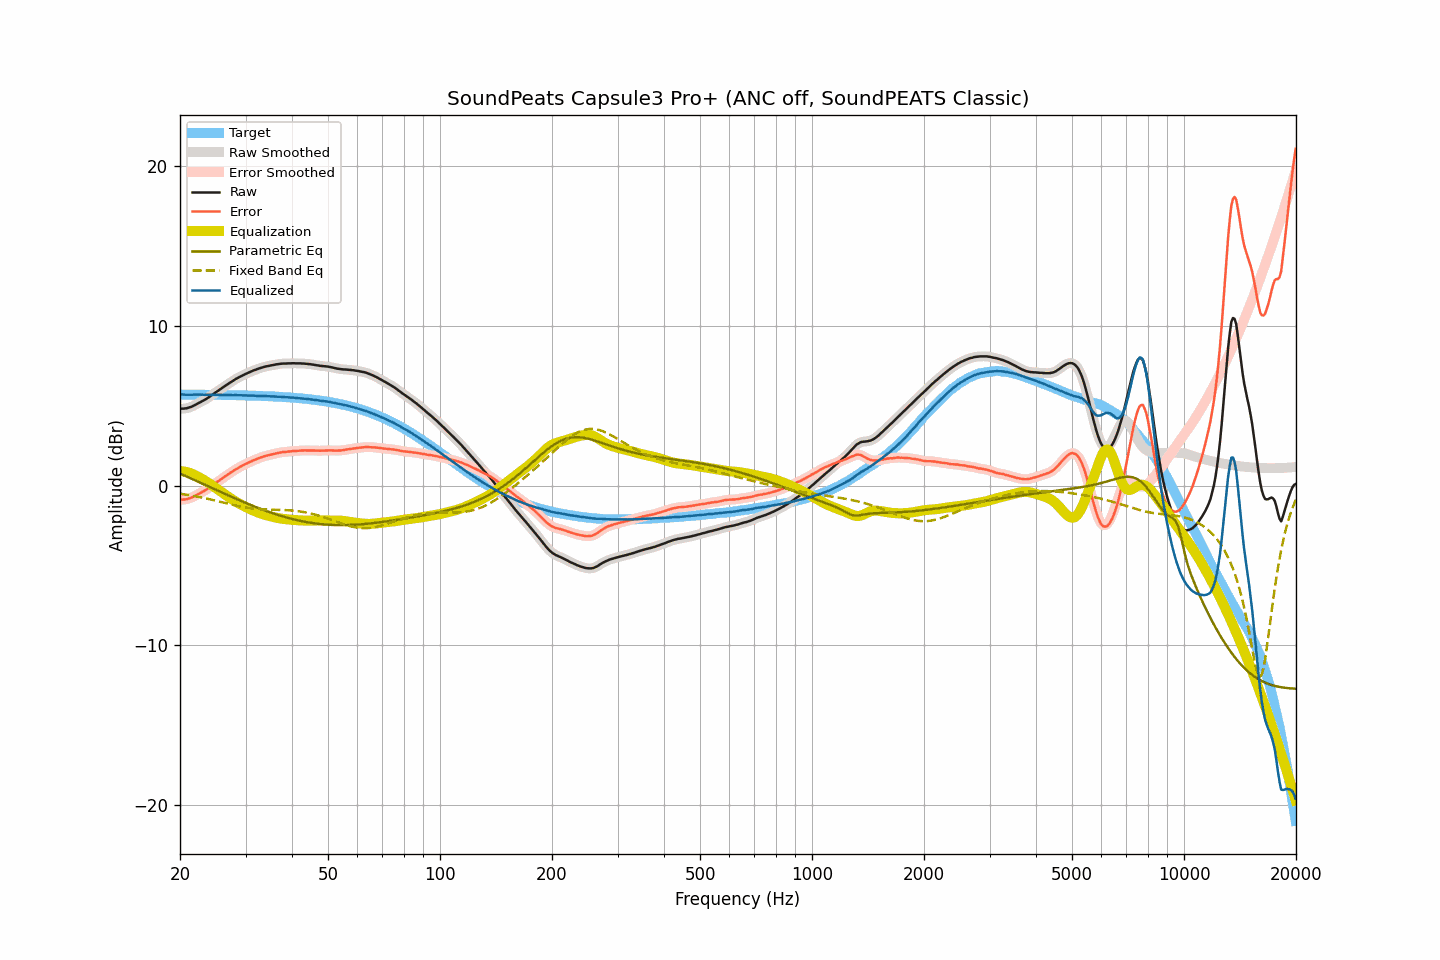 SoundPeats Capsule3 Pro+ (ANC off, SoundPEATS Classic)
Target
Raw Smoothed
Error Smoothed
Raw
Error
Equalization
Parametric Eq
Fixed Band Eq
Equalized
20
10
0
−10
−20
Amplitude (dBr)
20 50 100 200 500 1000 2000 5000 10000 20000
Frequency (Hz)